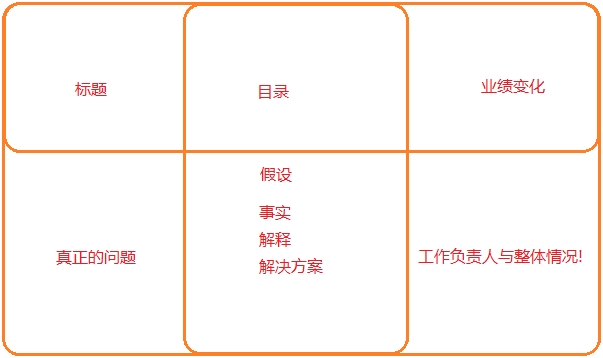 标题
目录
业绩变化
真正的问题
假设
事实
解释
解决方案
工作负责人与整体情况!